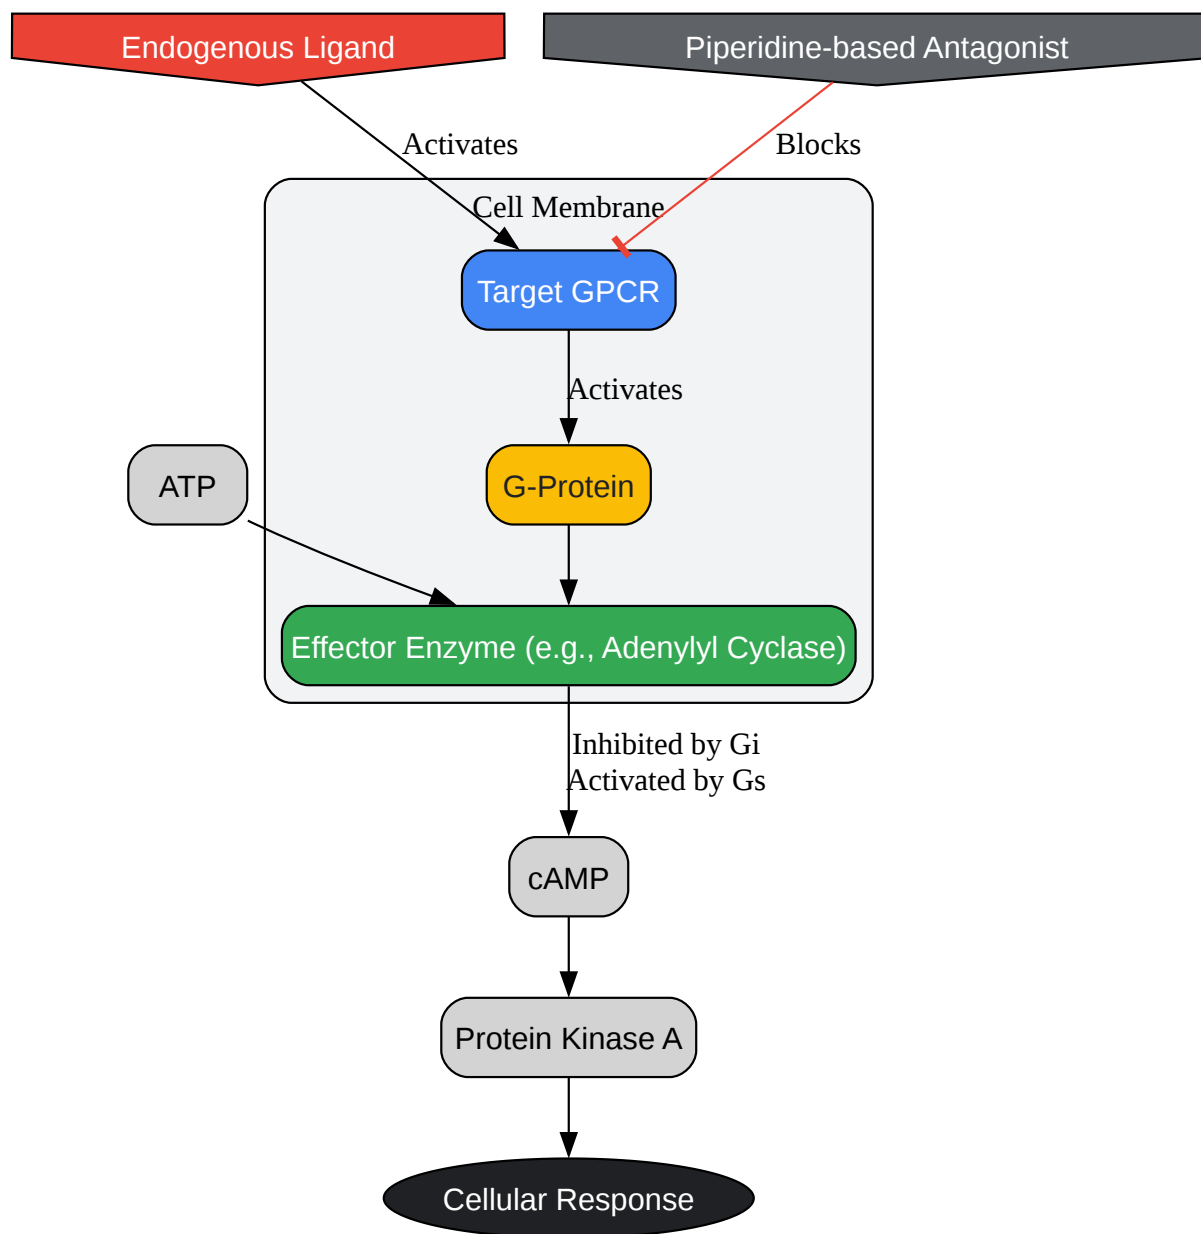 Endogenous Ligand
Piperidine-based Antagonist
Activates
Blocks
Cell Membrane
Target GPCR
Activates
ATP
G-Protein
Effector Enzyme (e.g., Adenylyl Cyclase)
Inhibited by Gi
Activated by Gs
cAMP
Protein Kinase A
Cellular Response